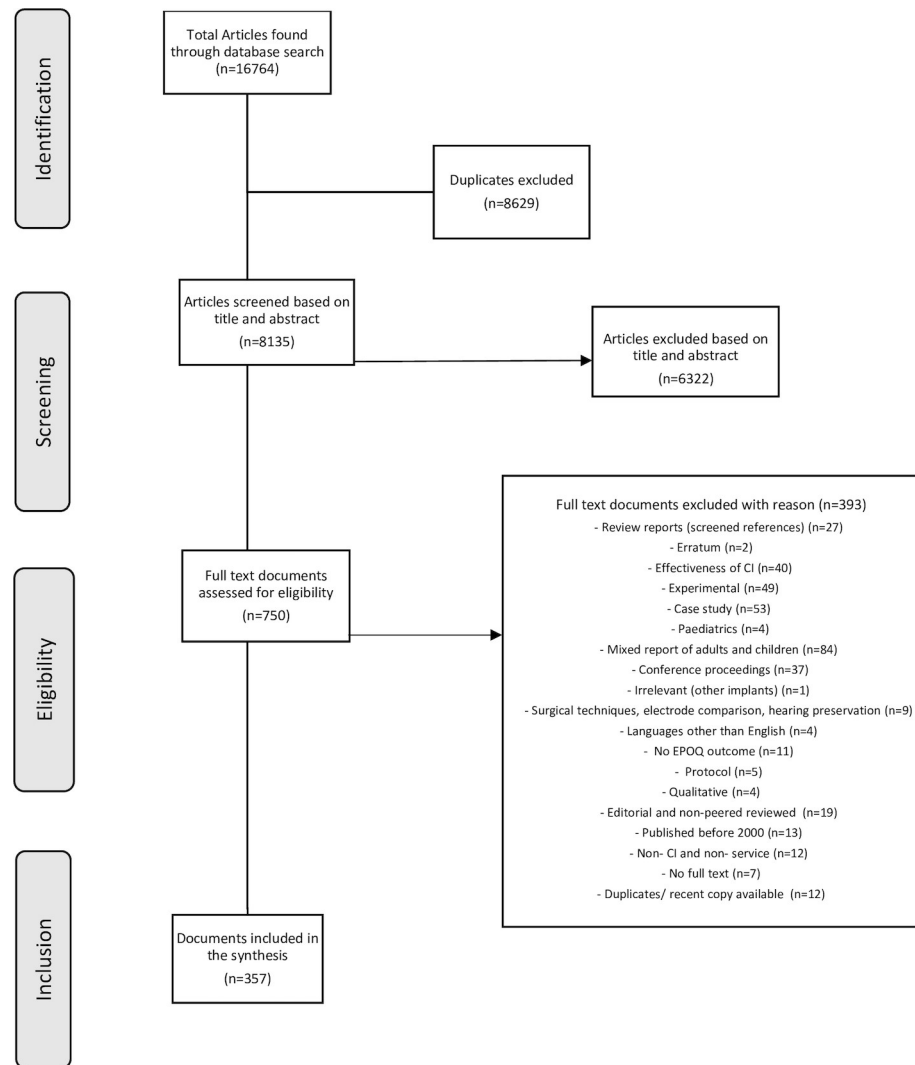 Identification
Total Articles found
through database search
(n=16764)
Duplicates excluded
(n=8629)
Screening
Articles screened based on
title and abstract
(n=8135)
Articles excluded based on
title and abstract
(n=6322)
Eligibility
Full text documents
assessed for eligibility
(n=750)
Full text documents excluded with reason (n=393)
- Review reports (screened references) (n=27)
- Erratum (n=2)
- Effectiveness of CI (n=40)
- Experimental (n=49)
- Case study (n=53)
- Paediatrics (n=4)
- Mixed report of adults and children (n=84)
- Conference proceedings (n=37)
- Irrelevant (other implants) (n=1)
- Surgical techniques, electrode comparison, hearing preservation (n=9)
- Languages other than English (n=4)
- No EPOQ outcome (n=11)
- Protocol (n=5)
- Qualitative (n=4)
- Editorial and non-peered reviewed (n=19)
- Published before 2000 (n=13)
- Non- CI and non- service (n=12)
- No full text (n=7)
- Duplicates/ recent copy available (n=12)
Inclusion
Documents included in
the synthesis
(n=357)